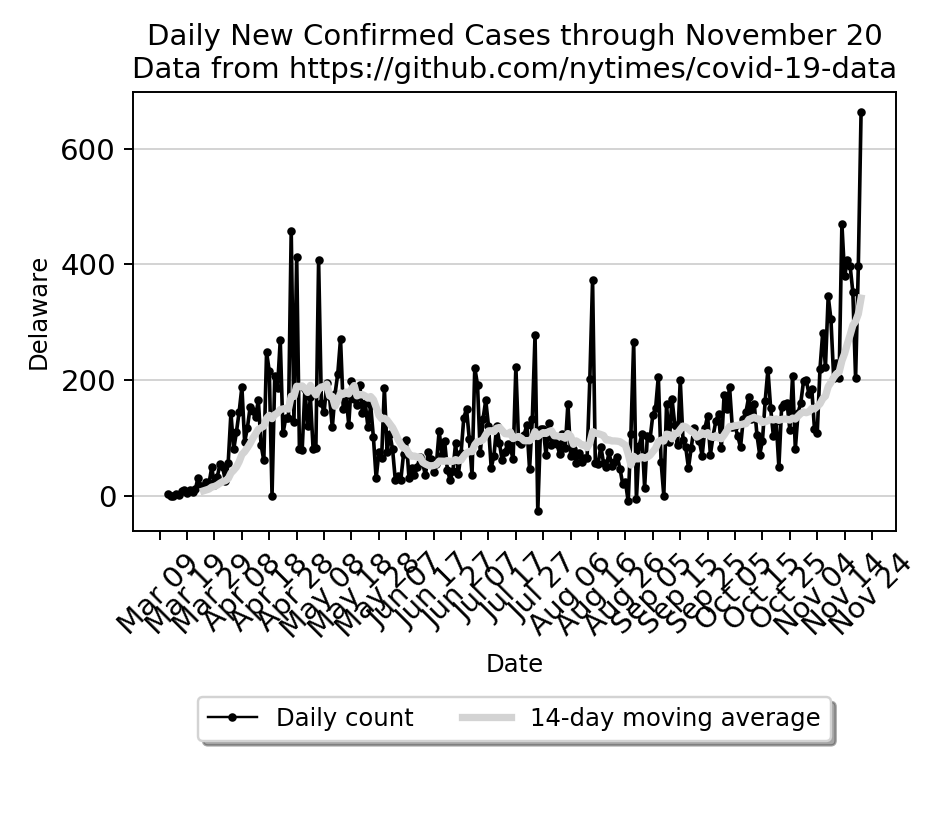 Daily New Confirmed Cases through November 20
Data from https://github.com/nytimes/covid-19-data
Delaware
600
400
200
0
Mar 09
Mar 19
Mar 29
Apr 08
Apr 18
Apr 28
May 08
May 18
May 28
Jun 07
Jun 17
Jun 27
Jul 07
Jul 17
Jul 27
Aug 06
Aug 16
Aug 26
Sep 05
Sep 15
Sep 25
Oct 05
Oct 15
Oct 25
Nov 04
Nov 14
Nov 24
Date
Daily count
14-day moving average